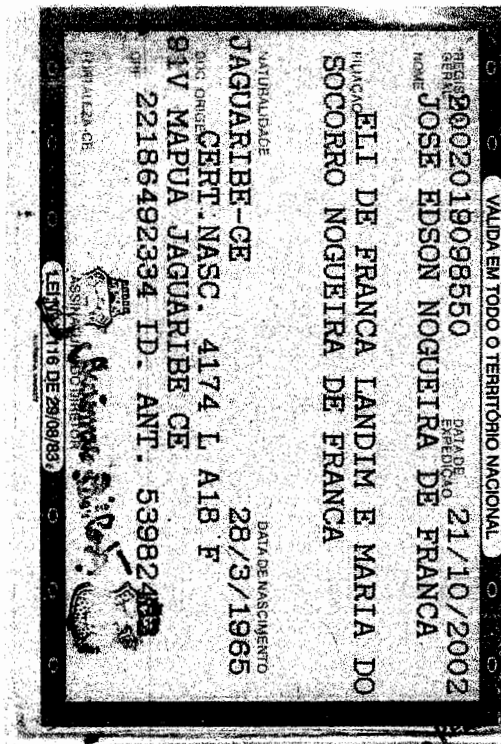 VALIDA EM TODO O TERRITÓRIO NACIONAL
REGISTRO GERAL 2002019098550 DATA DE EXPEDIÇÃO 21/10/2002
NOME JOSE EDSON NOGUEIRA DE FRANCA
FILIAÇÃO ELI DE FRANCA LANDIM E MARIA DO
SOCORRO NOGUEIRA DE FRANCA
NATURALIDADE DATA DE NASCIMENTO
JAGUARIBE-CE 28/3/1965
DOC ORIGEM CERT.NASC. 4174 L A18 F
91V MAPUA JAGUARIBE CE
CPF 22186492334 ID. ANT. 539824
FORTALEZA-CE
ASSINATURA DO DIRETOR
LEI Nº 7.116 DE 29/08/83